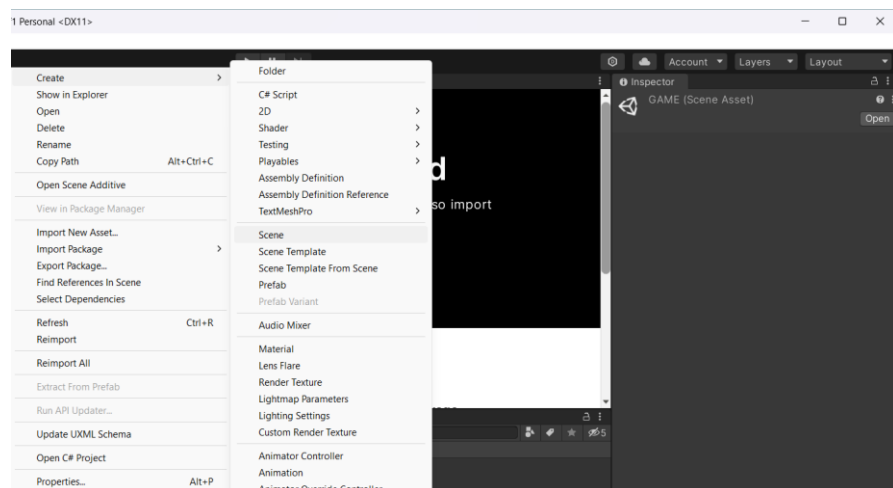 1 Personal <DX11>
Account
Layers
Layout
Create
Show in Explorer
Open
Delete
Rename
Copy Path Alt+Ctrl+C
Open Scene Additive
View in Package Manager
Import New Asset...
Import Package
Export Package...
Find References In Scene
Select Dependencies
Refresh Ctrl+R
Reimport
Reimport All
Extract From Prefab
Run API Updater...
Update UXML Schema
Open C# Project
Properties... Alt+P
Folder
C# Script
2D
Shader
Testing
Playables
Assembly Definition
Assembly Definition Reference
TextMeshPro
Scene
Scene Template
Scene Template From Scene
Prefab
Prefab Variant
Audio Mixer
Material
Lens Flare
Render Texture
Lightmap Parameters
Lighting Settings
Custom Render Texture
Animator Controller
Animation
Animator Override Controller
d
so import
5
Inspector
GAME (Scene Asset)
Open